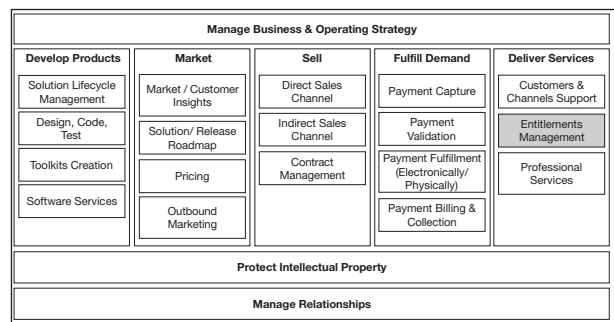 Manage Business & Operating Strategy
Develop Products
Solution Lifecycle
Management
Design, Code,
Test
Toolkits Creation
Software Services
Market
Market / Customer
Insights
Solution/ Release
Roadmap
Pricing
Outbound
Marketing
Sell
Direct Sales
Channel
Indirect Sales
Channel
Contract
Management
Fulfill Demand
Payment Capture
Payment
Validation
Payment Fulfillment
(Electronically/
Physically)
Payment Billing &
Collection
Deliver Services
Customers &
Channels Support
Entitlements
Management
Professional
Services
Protect Intellectual Property
Manage Relationships